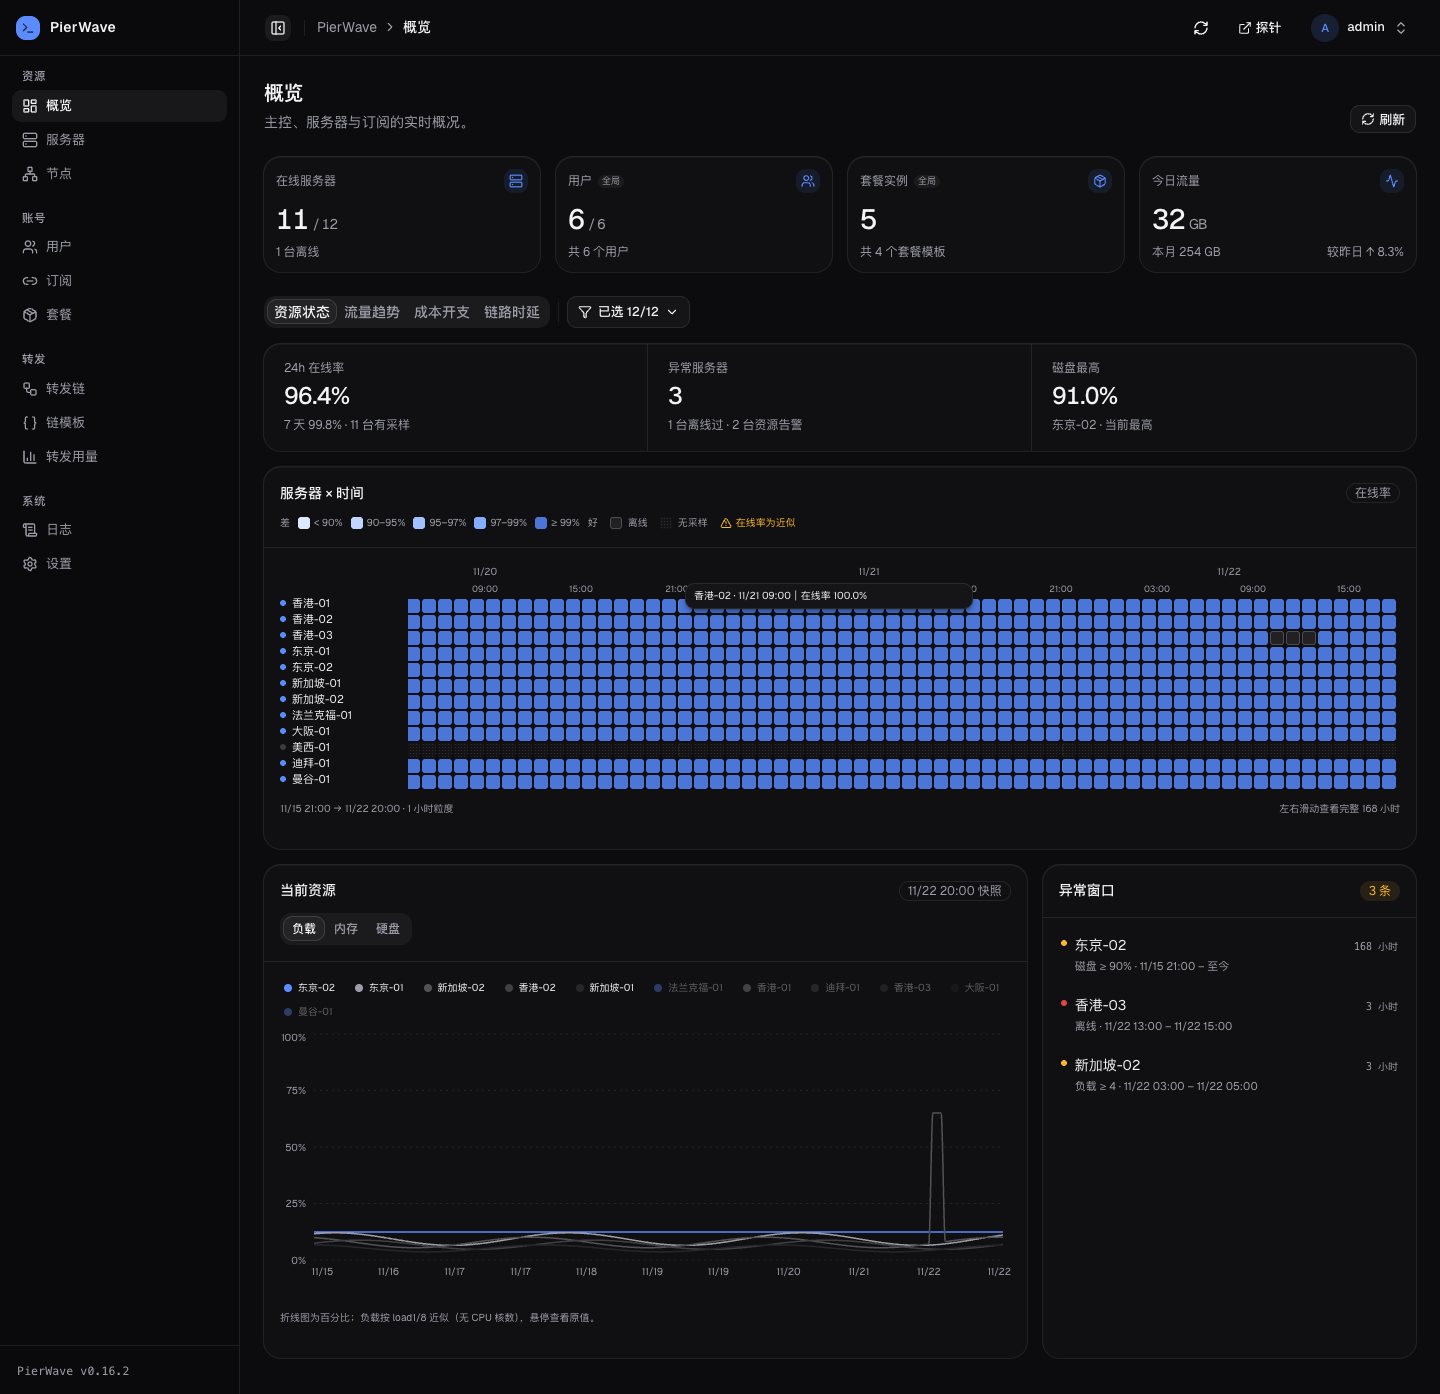 PierWave
PierWave > 概览
探针
A admin
资源
概览
服务器
节点
账号
用户
订阅
套餐
转发
转发链
链模板
转发用量
系统
日志
设置
PierWave v0.16.2
概览
主控、服务器与订阅的实时概况。
刷新
在线服务器
11 / 12
1 台离线
用户 全局
6 / 6
共 6 个用户
套餐实例 全局
5
共 4 个套餐模板
今日流量
32 GB
本月 254 GB 较昨日 ↑ 8.3%
资源状态 流量趋势 成本开支 链路时延 已选 12/12
24h 在线率
96.4%
7 天 99.8% · 11 台有采样
异常服务器
3
1 台离线过 · 2 台资源告警
磁盘最高
91.0%
东京-02 · 当前最高
服务器 × 时间 在线率
差 < 90% 90–95% 95–97% 97–99% ≥ 99% 好 离线 无采样 在线率为近似
11/20 11/21 11/22
09:00 15:00 21:00 21:00 03:00 09:00 15:00
香港-02 · 11/21 09:00 | 在线率 100.0%
香港-01
香港-02
香港-03
东京-01
东京-02
新加坡-01
新加坡-02
法兰克福-01
大阪-01
美西-01
迪拜-01
曼谷-01
11/15 21:00 → 11/22 20:00 · 1 小时粒度 左右滑动查看完整 168 小时
当前资源 11/22 20:00 快照
负载 内存 硬盘
东京-02 东京-01 新加坡-02 香港-02 新加坡-01 法兰克福-01 香港-01 迪拜-01 香港-03 大阪-01
曼谷-01
100%
75%
50%
25%
0%
11/15 11/16 11/17 11/17 11/18 11/19 11/19 11/20 11/21 11/22 11/22
折线图为百分比；负载按 load1/8 近似（无 CPU 核数），悬停查看原值。
异常窗口 3 条
东京-02 168 小时
磁盘 ≥ 90% · 11/15 21:00 – 至今
香港-03 3 小时
离线 · 11/22 13:00 – 11/22 15:00
新加坡-02 3 小时
负载 ≥ 4 · 11/22 03:00 – 11/22 05:00